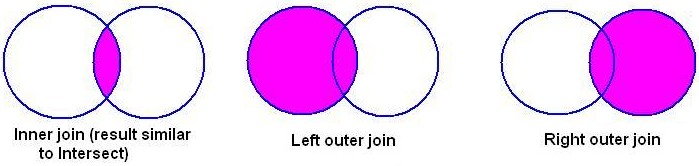 Inner join (result similar
to Intersect)
Left outer join
Right outer join